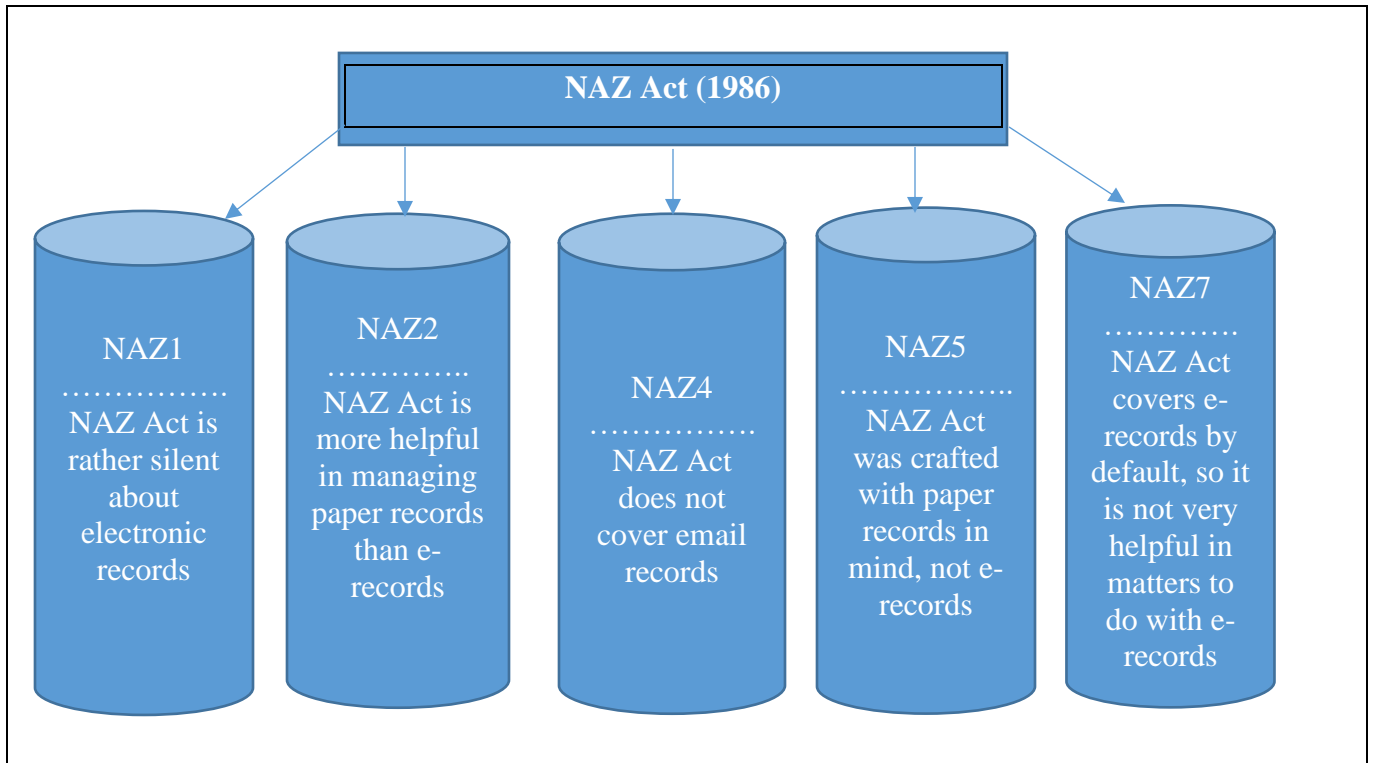 NAZ Act (1986)
NAZ1
…………….
NAZ Act is
rather silent
about
electronic
records
NAZ2
…………..
NAZ Act is
more helpful
in managing
paper records
than e-
records
NAZ4
…………….
NAZ Act
does not
cover email
records
NAZ5
……………..
NAZ Act
was crafted
with paper
records in
mind, not e-
records
NAZ7
………….
NAZ Act
covers e-
records by
default, so it
is not very
helpful in
matters to
do with e-
records